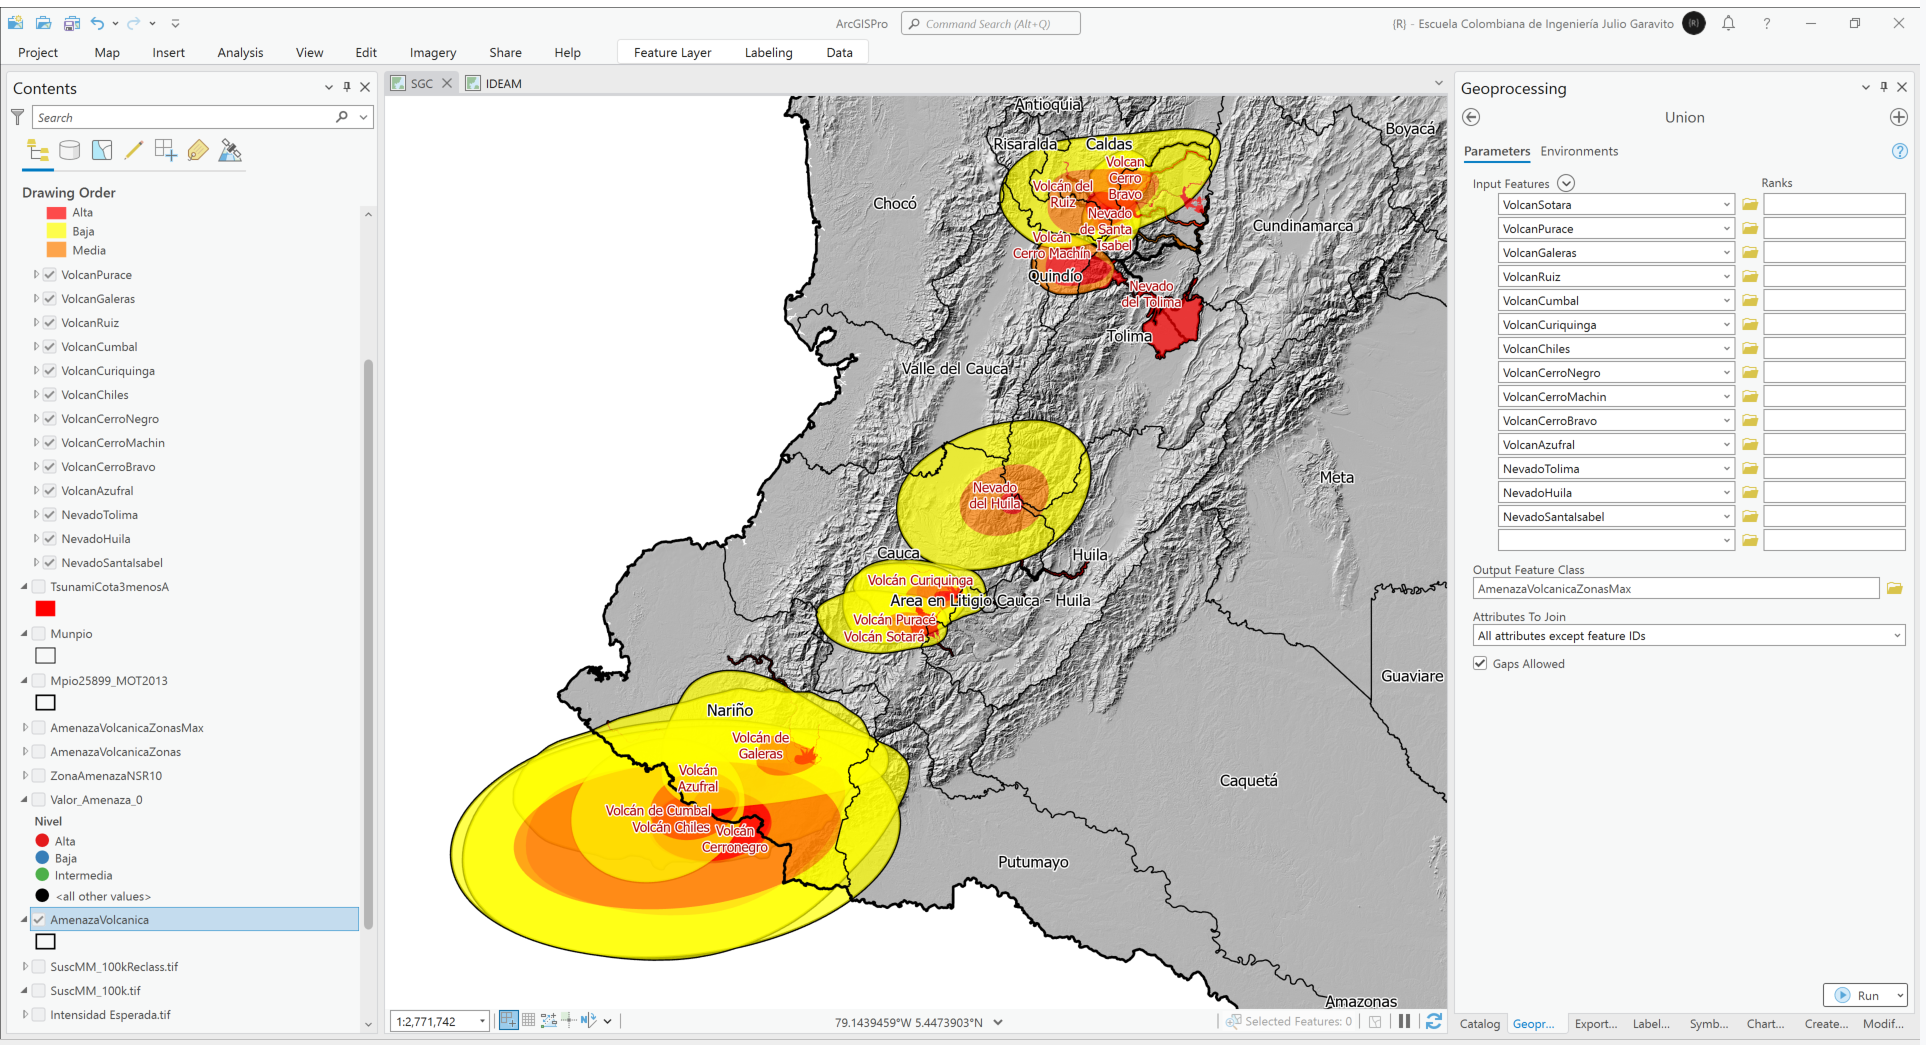 ArcGISPro
Command Search (Alt+Q)
{R} - Escuela Colombiana de Ingeniería Julio Garavito
{R}
?
Project
Map
Insert
Analysis
View
Edit
Imagery
Share
Help
Feature Layer
Labeling
Data
Contents
Search
Drawing Order
Alta
Baja
Media
VolcanPurace
VolcanGaleras
VolcanRuiz
VolcanCumbal
VolcanCuriquinga
VolcanChiles
VolcanCerroNegro
VolcanCerroMachin
VolcanCerroBravo
VolcanAzufral
NevadoTolima
NevadoHuila
NevadoSantaIsabel
TsunamiCota3menosA
Munpio
Mpio25899_MOT2013
AmenazaVolcanicaZonasMax
AmenazaVolcanicaZonas
ZonaAmenazaNSR10
Valor_Amenaza_0
Nivel
Alta
Baja
Intermedia
<all other values>
AmenazaVolcanica
SuscMM_100kReclass.tif
SuscMM_100k.tif
Intensidad Esperada.tif
SGC
IDEAM
Antioquia
Boyacá
Risaralda
Caldas
Volcan
Cerro
Bravo
Volcán del
Ruiz
Chocó
Nevado
de Santa
Isabel
Cundinamarca
Volcán
Cerro Machín
Quindío
Nevado
del Tolima
Tolima
Valle del Cauca
Meta
Nevado
del Huila
Cauca
Huila
Volcán Curiquinga
Area en Litigio Cauca - Huila
Volcán Puracé
Volcán Sotará
Guaviare
Nariño
Volcán de
Galeras
Volcán
Azufral
Caquetá
Volcán de Cumbal
Volcán Chiles
Volcán
Cerronegro
Putumayo
Amazonas
1:2,771,742
N
79.1439459°W 5.4473903°N
Selected Features: 0
Geoprocessing
Union
Parameters
Environments
?
Input Features
Ranks
VolcanSotara
VolcanPurace
VolcanGaleras
VolcanRuiz
VolcanCumbal
VolcanCuriquinga
VolcanChiles
VolcanCerroNegro
VolcanCerroMachin
VolcanCerroBravo
VolcanAzufral
NevadoTolima
NevadoHuila
NevadoSantaIsabel
Output Feature Class
AmenazaVolcanicaZonasMax
Attributes To Join
All attributes except feature IDs
Gaps Allowed
Run
Catalog
Geopr...
Export...
Label...
Symb...
Chart...
Create...
Modif...